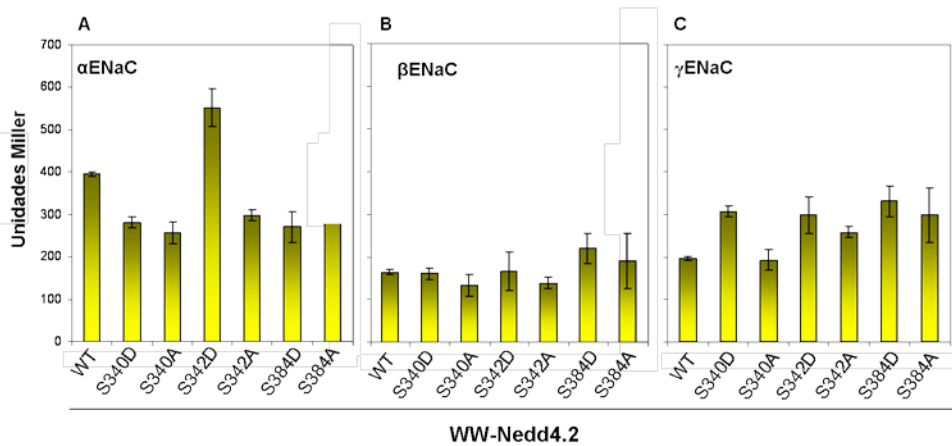 A
B
C
αENaC
βENaC
γENaC
Unidades Miller
700
600
500
400
300
200
100
0
WT S340D S340A S342D S342A S384D S384A
WT S340D S340A S342D S342A S384D S384A
WT S340D S340A S342D S342A S384D S384A
WW-Nedd4.2